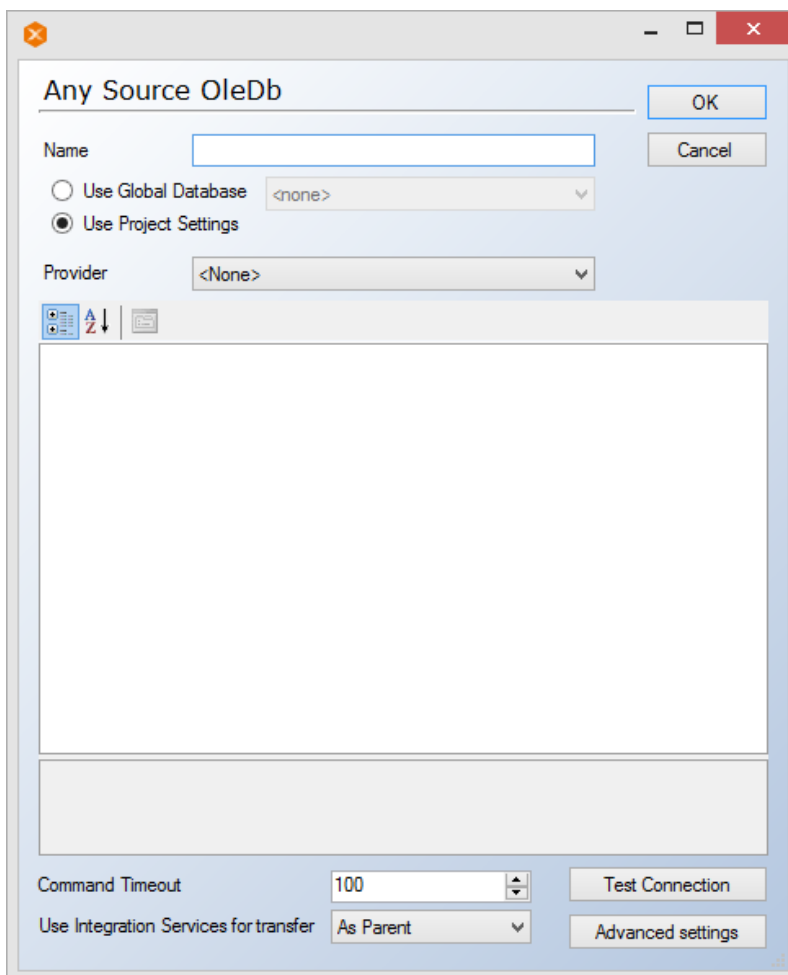 Any Source OleDb
OK
Name
Cancel
Use Global Database <none>
Use Project Settings
Provider <None>
A
Z
Command Timeout 100 Test Connection
Use Integration Services for transfer As Parent Advanced settings